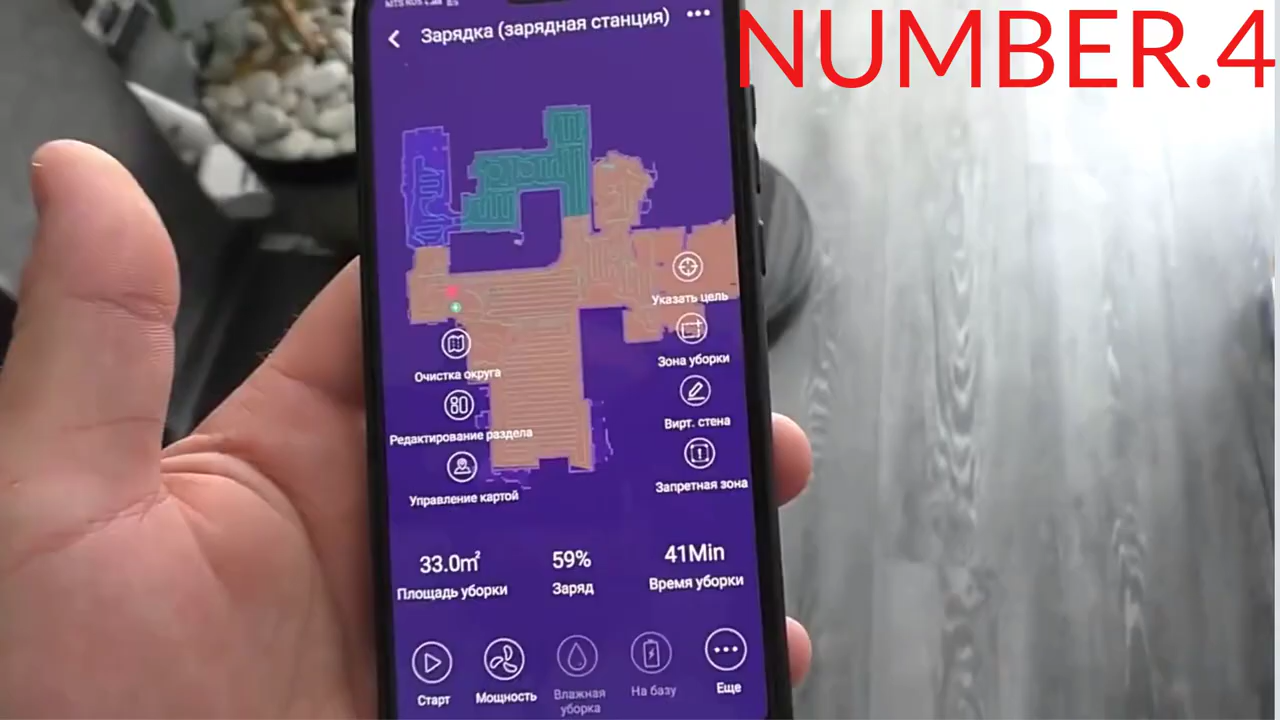 NUMBER.4
Зарядка (зарядная станция)
Указать цель
Зона уборки
Очистка округа
Вирт. стена
Редактирование раздела
Запретная зона
Управление картой
33.0㎡
59%
41Min
Площадь уборки
Заряд
Время уборки
Старт
Мощность
Влажная
уборка
На базу
Еще